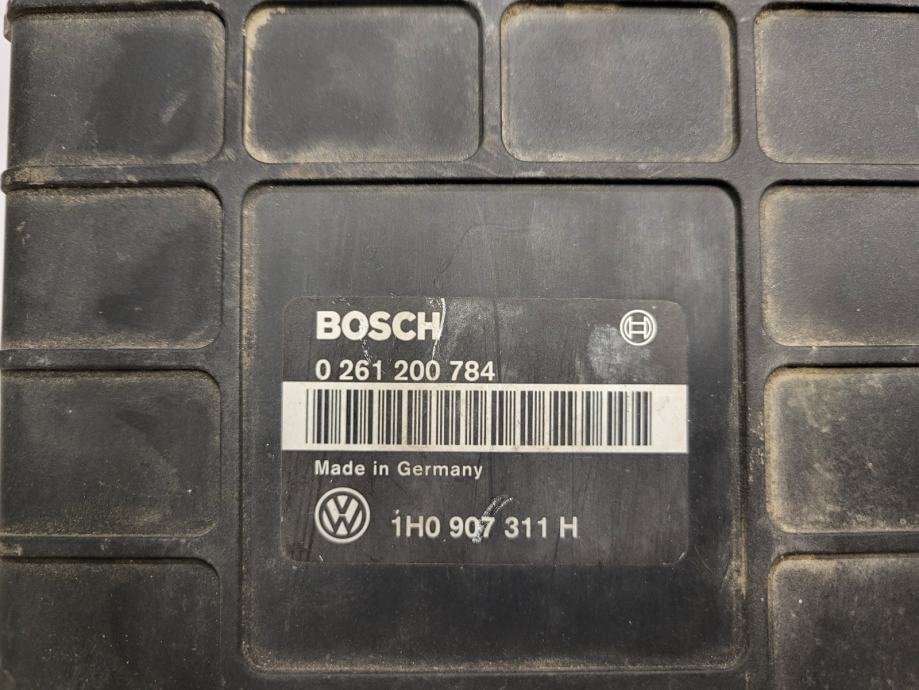 BOSCH
0 261 200 784
Made in Germany
1H0 907 311 H